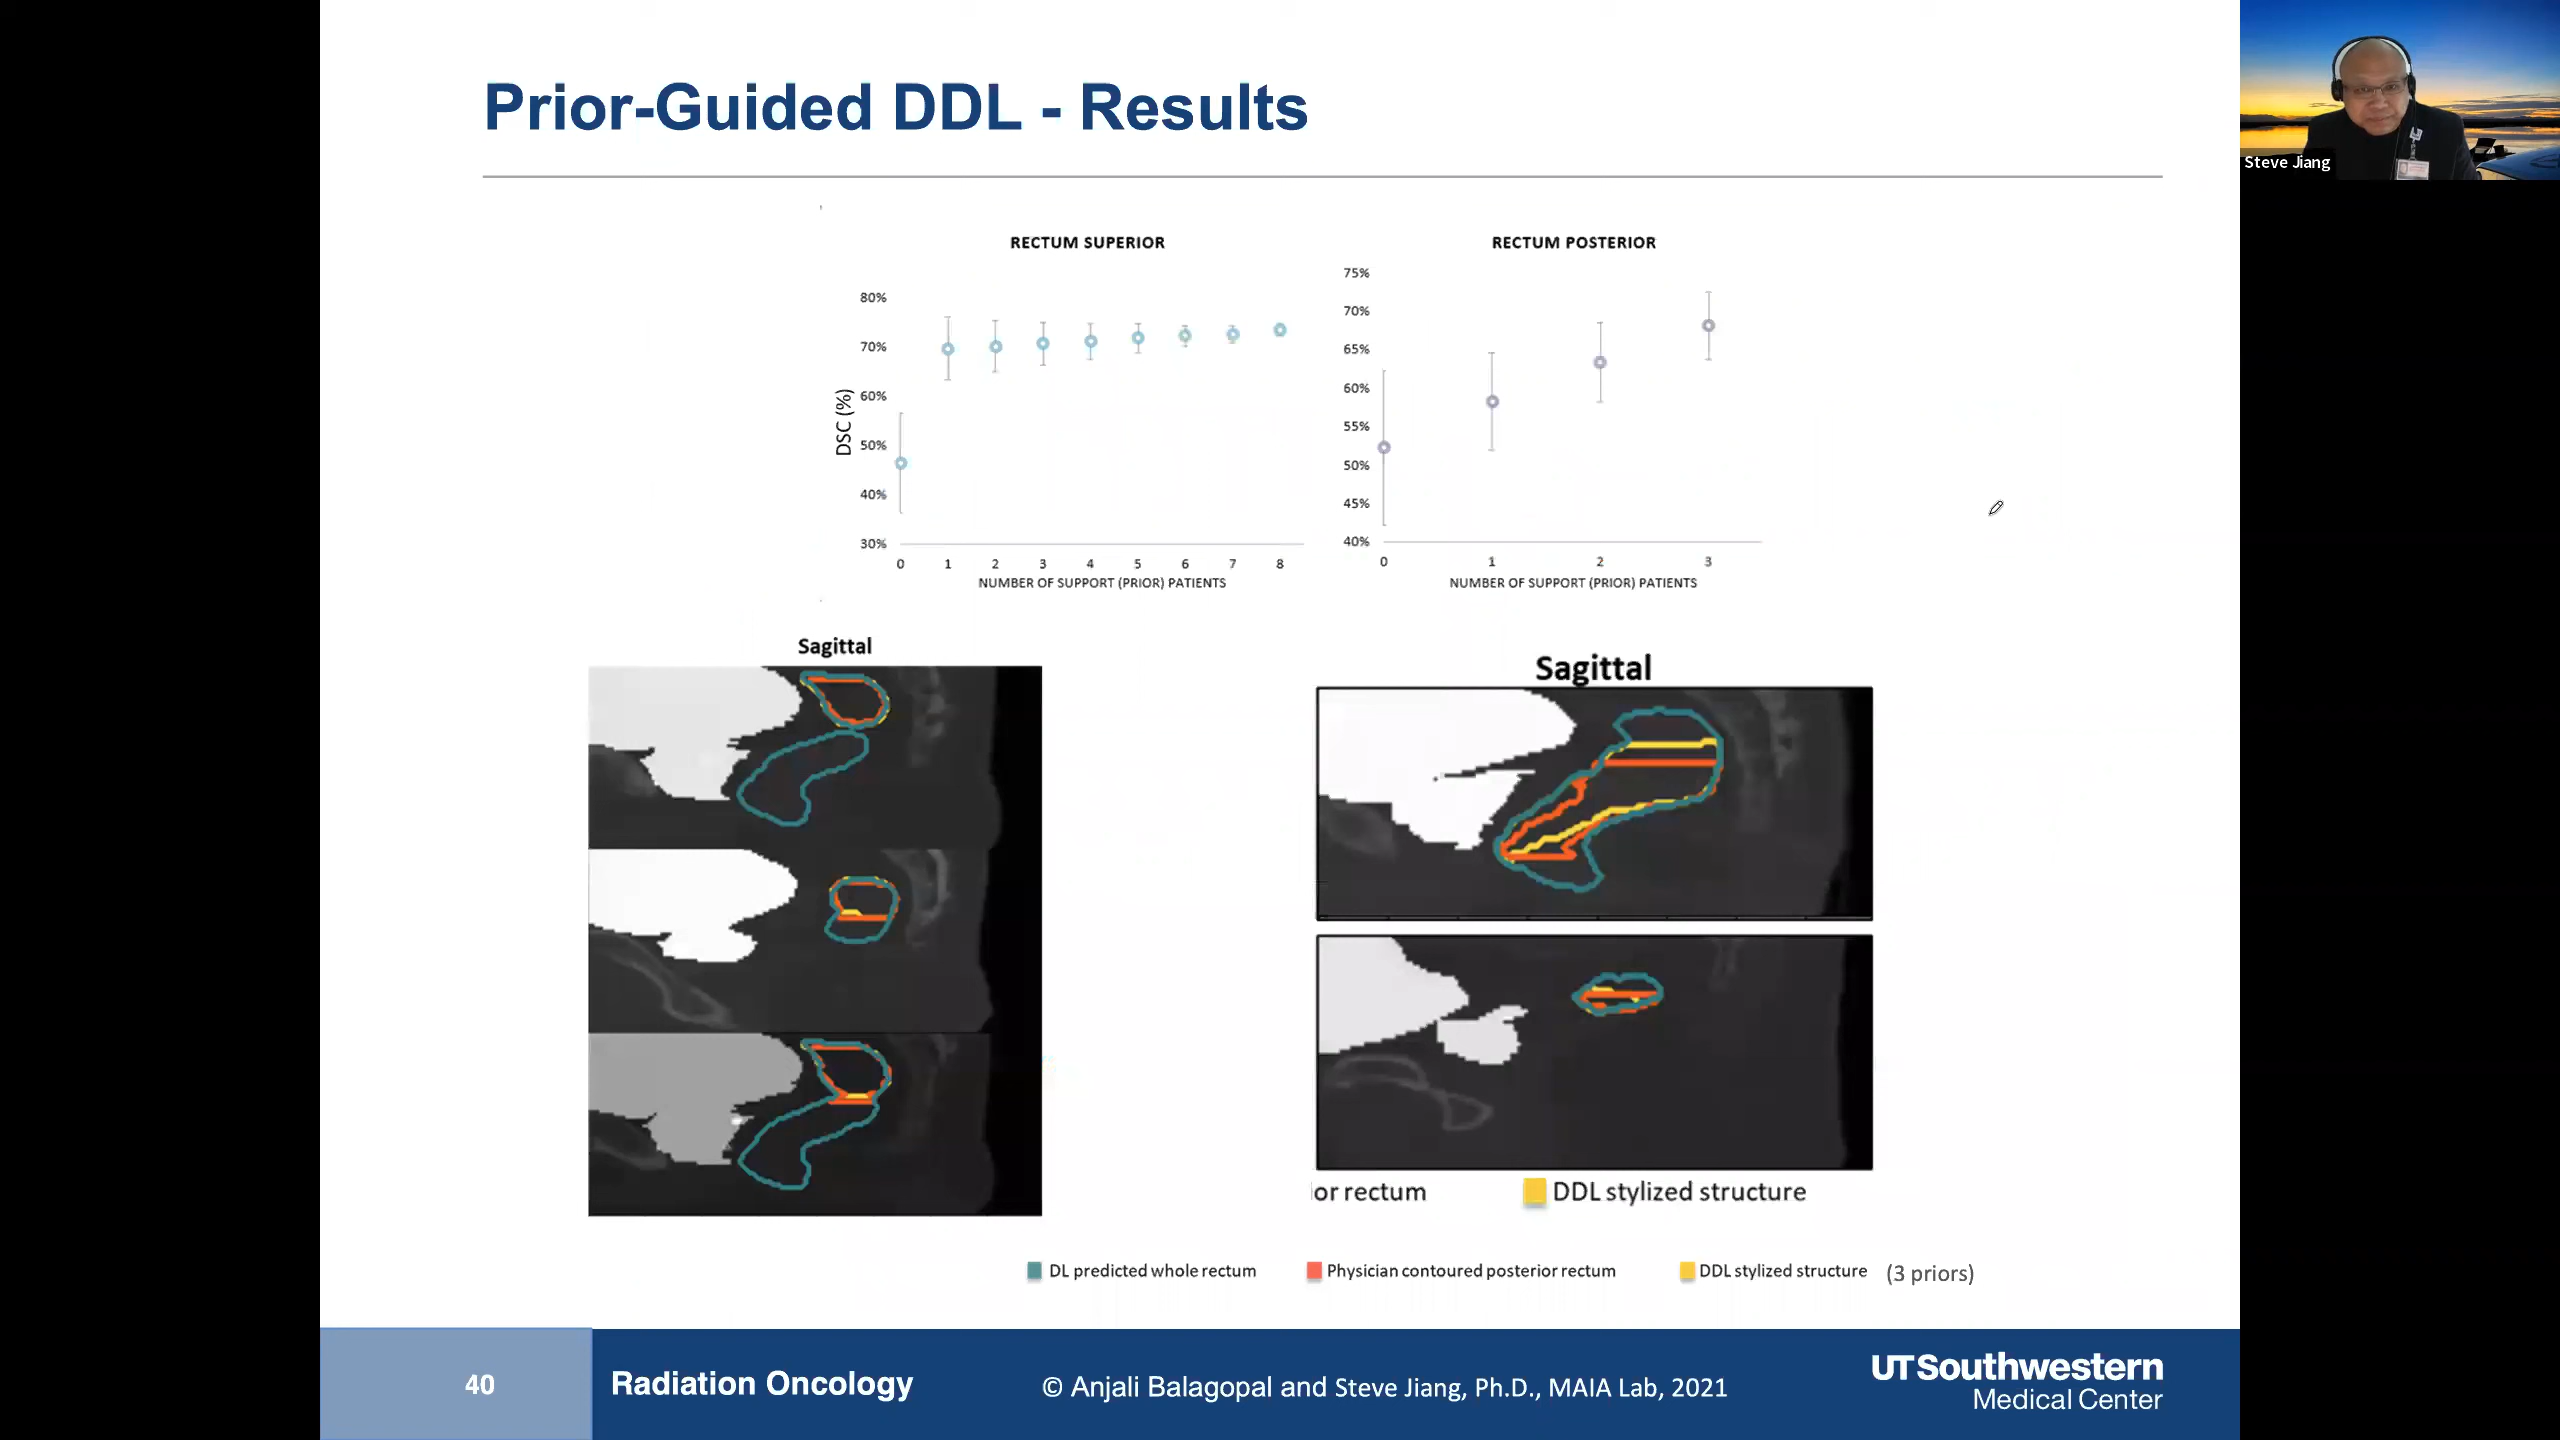 Prior-Guided DDL - Results
Steve Jiang
RECTUM SUPERIOR
80%
70%
60%
50%
40%
30%
DSC (%)
0 1 2 3 4 5 6 7 8
NUMBER OF SUPPORT (PRIOR) PATIENTS
RECTUM POSTERIOR
75%
70%
65%
60%
55%
50%
45%
40%
0 1 2 3
NUMBER OF SUPPORT (PRIOR) PATIENTS
Sagittal
Sagittal
or rectum
DDL stylized structure
DL predicted whole rectum
Physician contoured posterior rectum
DDL stylized structure
(3 priors)
40
Radiation Oncology
© Anjali Balagopal and Steve Jiang, Ph.D., MAIA Lab, 2021
UTSouthwestern
Medical Center